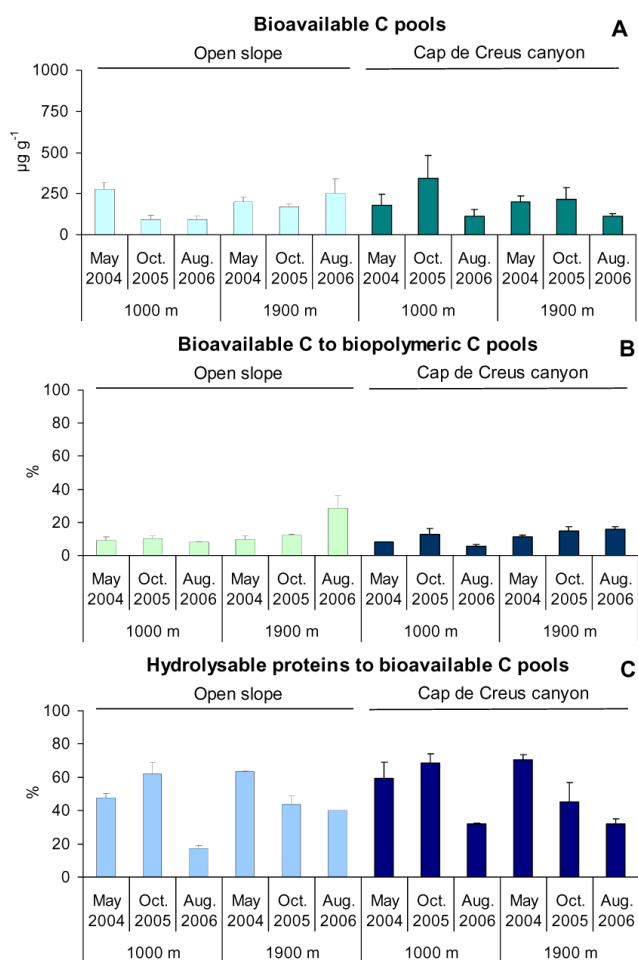 Bioavailable C pools
A
Open slope
Cap de Creus canyon
1000
750
500
250
0
µg g-1
May Oct. Aug. May Oct. Aug. May Oct. Aug. May Oct. Aug.
2004 2005 2006 2004 2005 2006 2004 2005 2006 2004 2005 2006
1000 m 1900 m 1000 m 1900 m
Bioavailable C to biopolymeric C pools
B
Open slope
Cap de Creus canyon
100
80
60
40
20
0
%
May Oct. Aug. May Oct. Aug. May Oct. Aug. May Oct. Aug.
2004 2005 2006 2004 2005 2006 2004 2005 2006 2004 2005 2006
1000 m 1900 m 1000 m 1900 m
Hydrolysable proteins to bioavailable C pools
C
Open slope
Cap de Creus canyon
100
80
60
40
20
0
%
May Oct. Aug. May Oct. Aug. May Oct. Aug. May Oct. Aug.
2004 2005 2006 2004 2005 2006 2004 2005 2006 2004 2005 2006
1000 m 1900 m 1000 m 1900 m